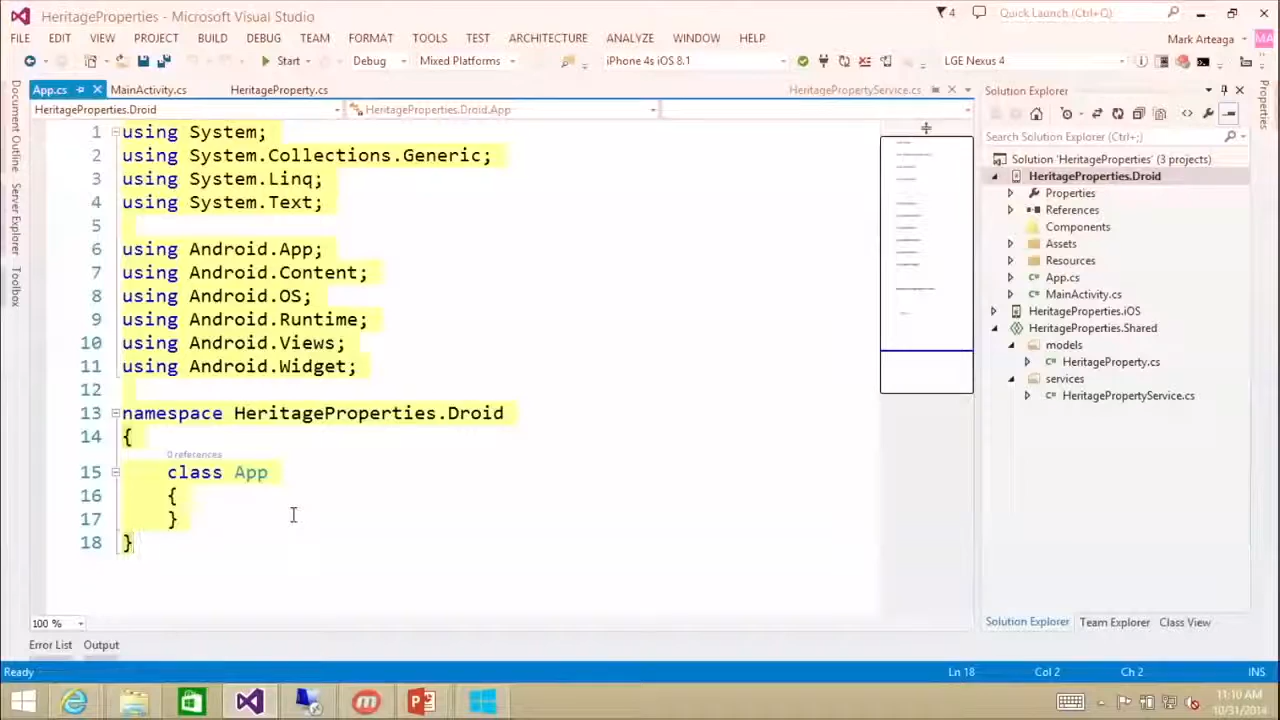 HeritageProperties - Microsoft Visual Studio
4
Quick Launch (Ctrl+Q)
FILE EDIT VIEW PROJECT BUILD DEBUG TEAM FORMAT TOOLS TEST ARCHITECTURE ANALYZE WINDOW HELP
Mark Arteaga
MA
Start Debug Mixed Platforms iPhone 4s iOS 8.1 LGE Nexus 4
App.cs MainActivity.cs HeritageProperty.cs HeritagePropertyService.cs
HeritageProperties.Droid HeritageProperties.Droid.App
Document Outline
Server Explorer
Toolbox
1 using System;
2 using System.Collections.Generic;
3 using System.Linq;
4 using System.Text;
5
6 using Android.App;
7 using Android.Content;
8 using Android.OS;
9 using Android.Runtime;
10 using Android.Views;
11 using Android.Widget;
12
13 namespace HeritageProperties.Droid
14 {
0 references
15 class App
16 {
17 }
18 }
100 %
Solution Explorer
Search Solution Explorer (Ctrl+;)
Solution 'HeritageProperties' (3 projects)
HeritageProperties.Droid
Properties
References
Components
Assets
Resources
App.cs
MainActivity.cs
HeritageProperties.iOS
HeritageProperties.Shared
models
HeritageProperty.cs
services
HeritagePropertyService.cs
Solution Explorer Team Explorer Class View
Properties
Error List Output
Ready Ln 18 Col 2 Ch 2 INS
11:10 AM
10/31/2014